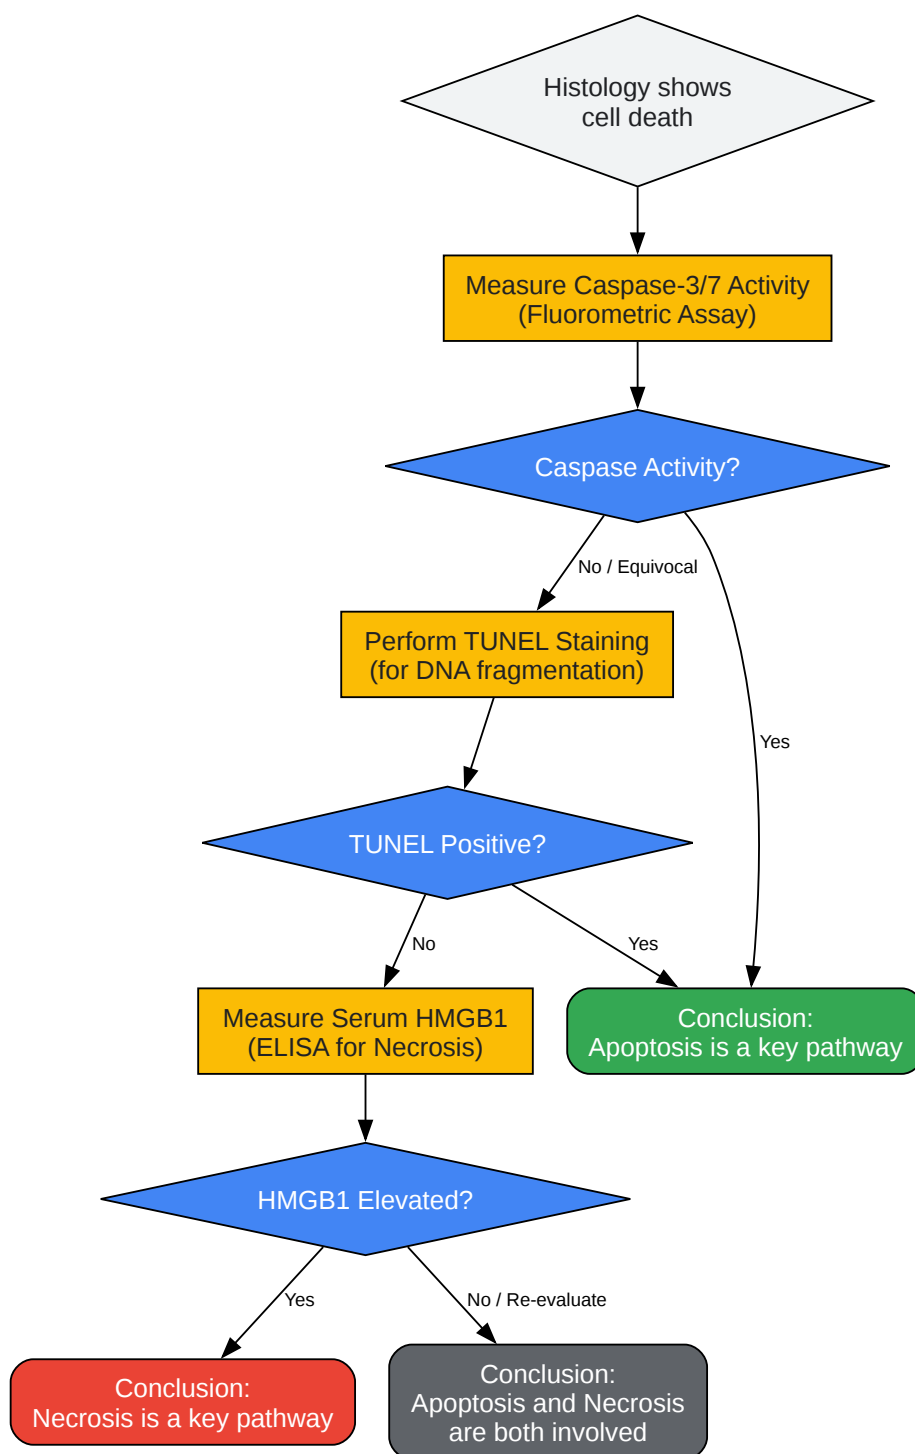 Histology shows
cell death
Measure Caspase-3/7 Activity
(Fluorometric Assay)
Caspase Activity?
No / Equivocal
Perform TUNEL Staining
(for DNA fragmentation)
Yes
TUNEL Positive?
No
Yes
Measure Serum HMGB1
(ELISA for Necrosis)
Conclusion:
Apoptosis is a key pathway
HMGB1 Elevated?
Yes
No / Re-evaluate
Conclusion:
Necrosis is a key pathway
Conclusion:
Apoptosis and Necrosis
are both involved